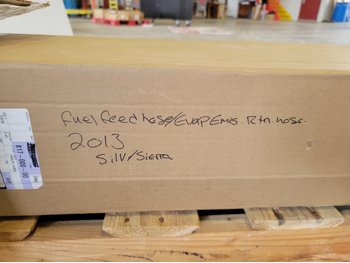 Fuel feed hose/Evap Emis. Rtn. hose.
2013
Silv/Sierra